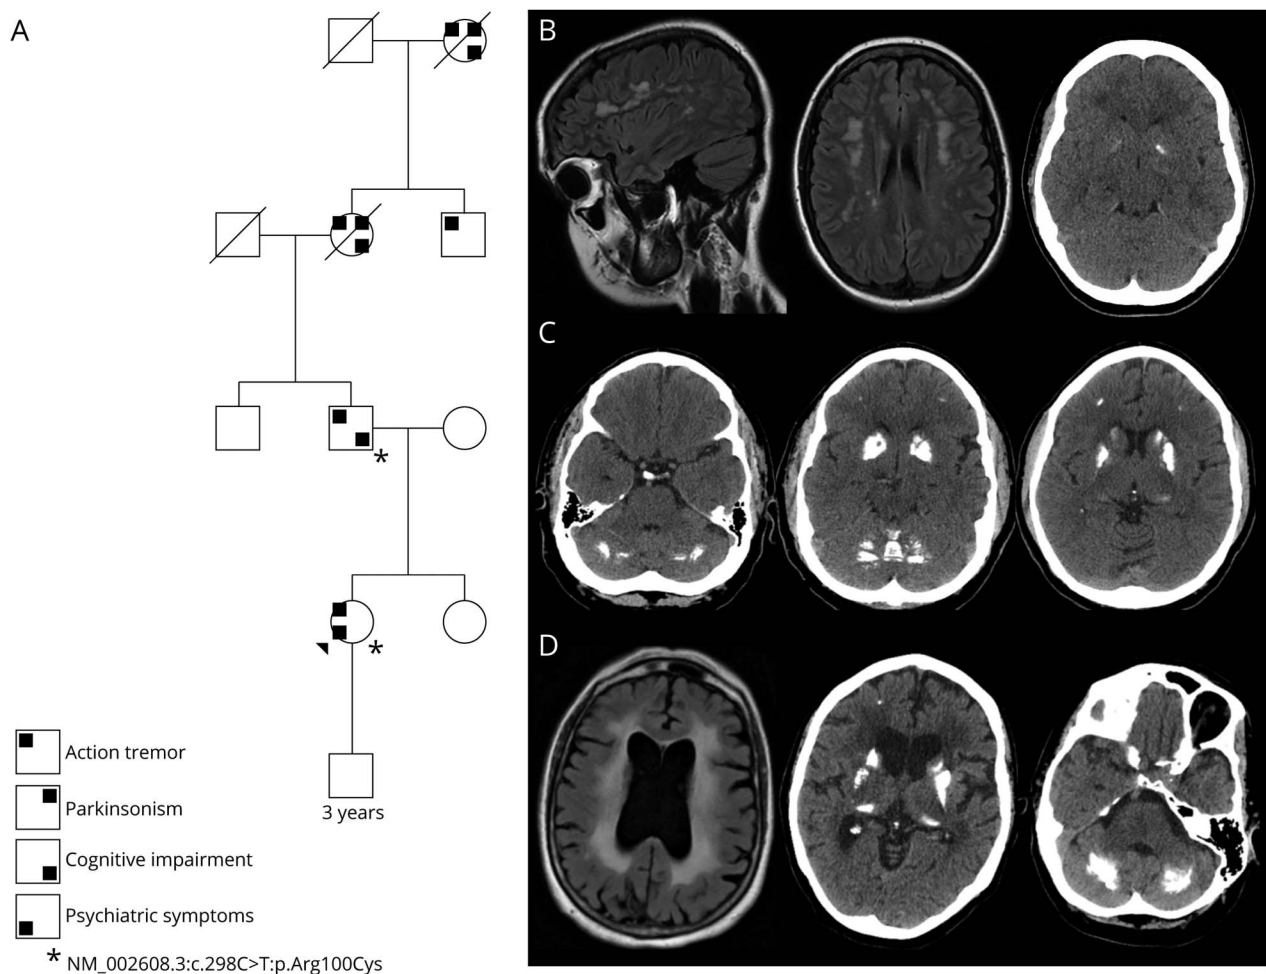 A
B
C
D
3 years
Action tremor
Parkinsonism
Cognitive impairment
Psychiatric symptoms
* NM_002608.3:c.298C>T:p.Arg100Cys
*
*